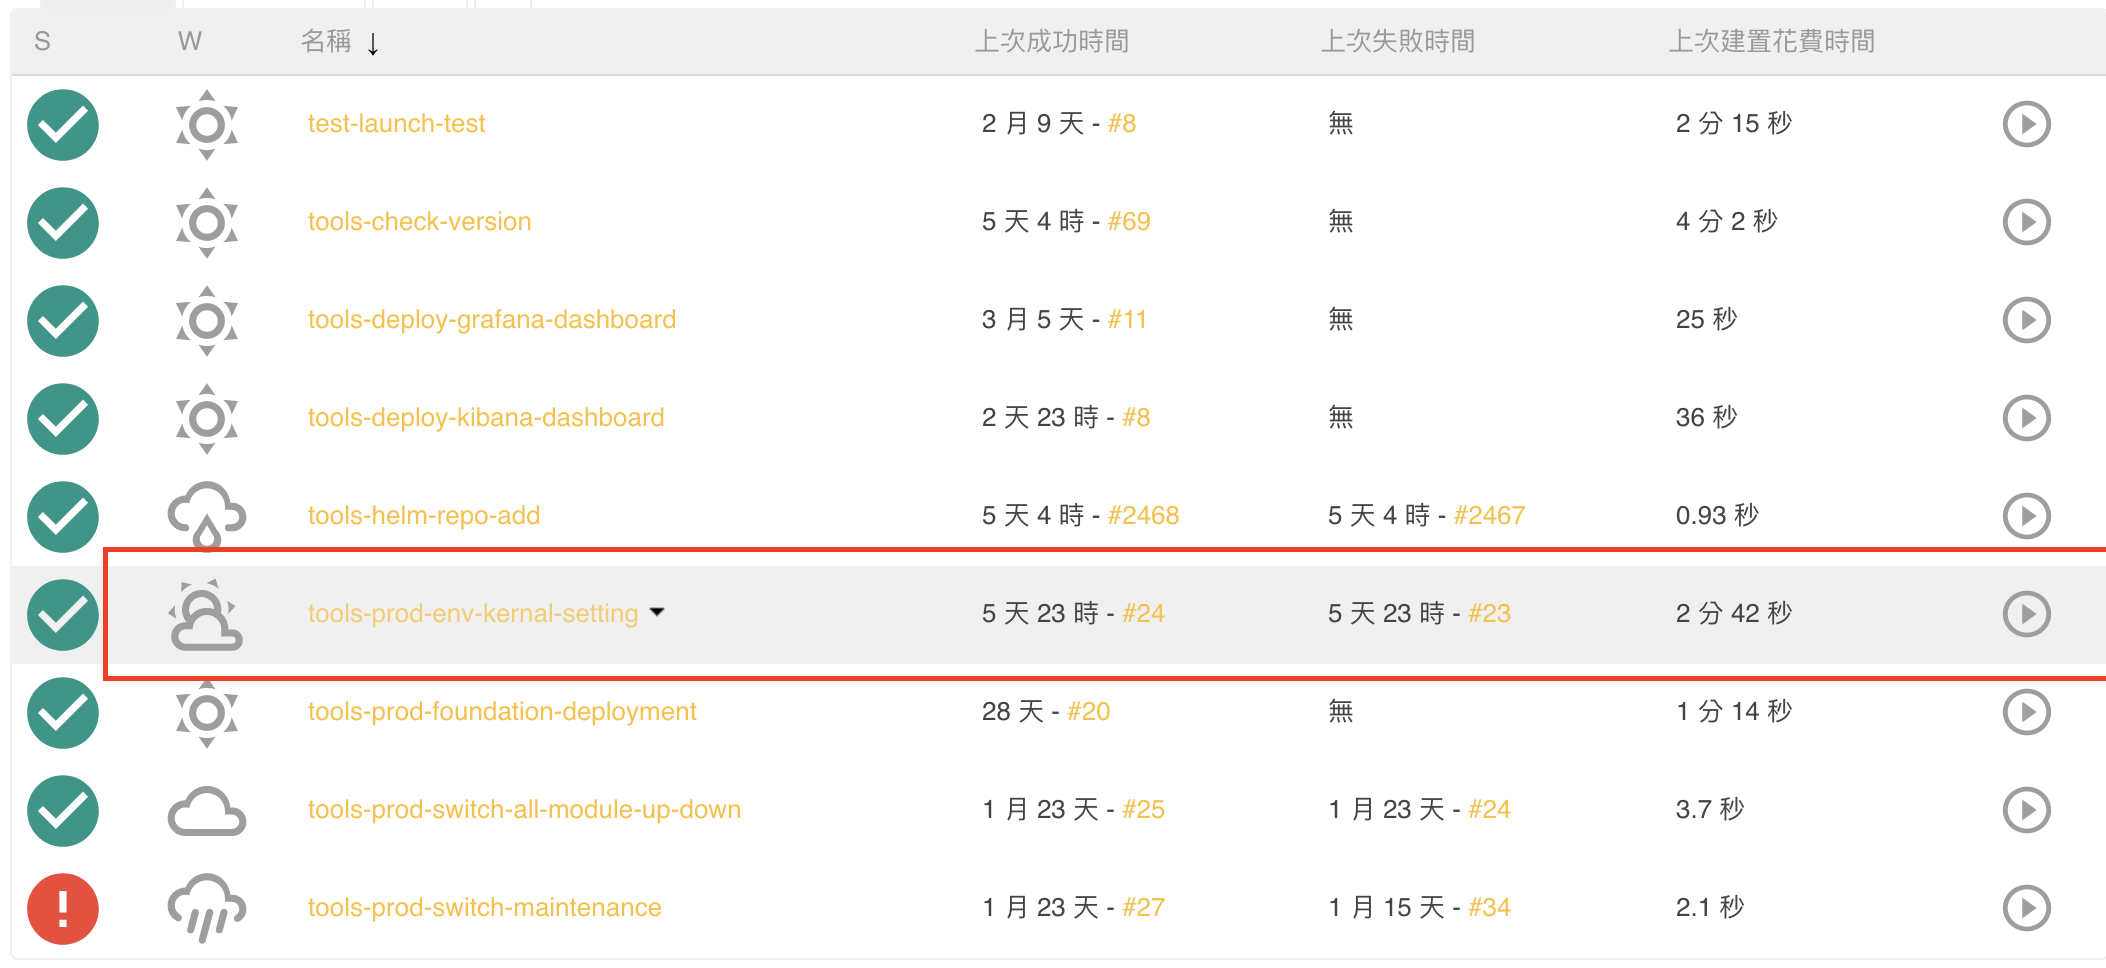 S W 名稱 ↓ 上次成功時間 上次失敗時間 上次建置花費時間
test-launch-test 2 月 9 天 - #8 無 2 分 15 秒
tools-check-version 5 天 4 時 - #69 無 4 分 2 秒
tools-deploy-grafana-dashboard 3 月 5 天 - #11 無 25 秒
tools-deploy-kibana-dashboard 2 天 23 時 - #8 無 36 秒
tools-helm-repo-add 5 天 4 時 - #2468 5 天 4 時 - #2467 0.93 秒
tools-prod-env-kernal-setting 5 天 23 時 - #24 5 天 23 時 - #23 2 分 42 秒
tools-prod-foundation-deployment 28 天 - #20 無 1 分 14 秒
tools-prod-switch-all-module-up-down 1 月 23 天 - #25 1 月 23 天 - #24 3.7 秒
tools-prod-switch-maintenance 1 月 23 天 - #27 1 月 15 天 - #34 2.1 秒